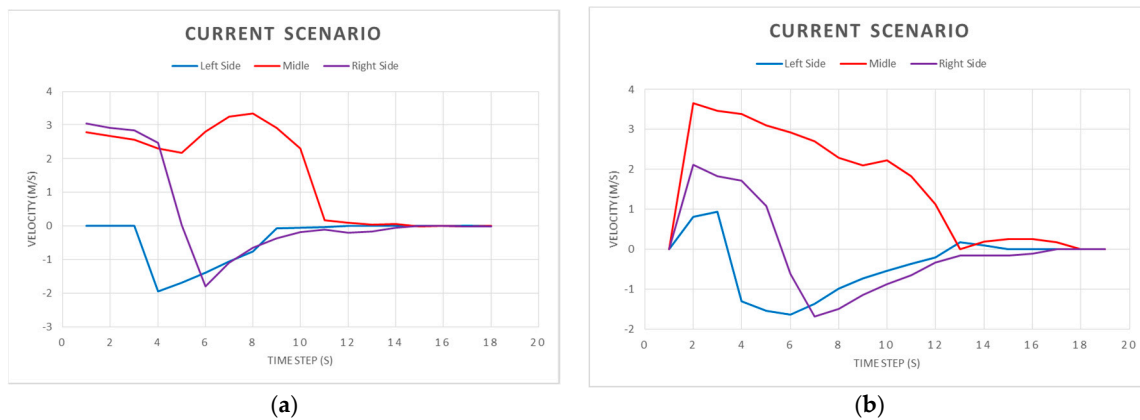 CURRENT SCENARIO
Left Side Midle Right Side
4
3
2
1
0
-1
-2
-3
VELOCITY (M/S)
0 2 4 6 8 10 12 14 16 18 20
TIME STEP (S)
(a)
CURRENT SCENARIO
Left Side Midle Right Side
4
3
2
1
0
-1
-2
VELOCITY (M/S)
0 2 4 6 8 10 12 14 16 18 20
TIME STEP (S)
(b)